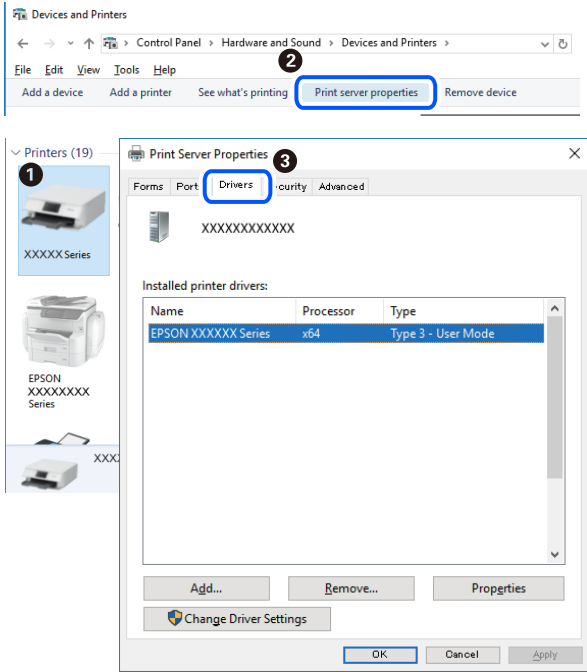 Devices and Printers
Control Panel > Hardware and Sound > Devices and Printers >
2
File Edit View Tools Help
Add a device Add a printer See what's printing Print server properties Remove device
Printers (19)
1
XXXXX Series
EPSON
XXXXXXXX
Series
XXX
Print Server Properties
3
Forms Port Drivers curity Advanced
XXXXXXXXXXXX
Installed printer drivers:
Name Processor Type
EPSON XXXXXX Series x64 Type 3 - User Mode
Add... Remove... Properties
Change Driver Settings
OK Cancel Apply